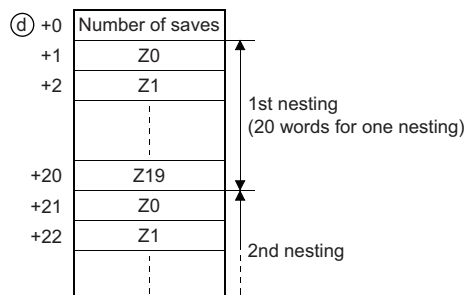 ⓓ +0 Number of saves
+1 Z0
+2 Z1
1st nesting
(20 words for one nesting)
+20 Z19
+21 Z0
+22 Z1
2nd nesting